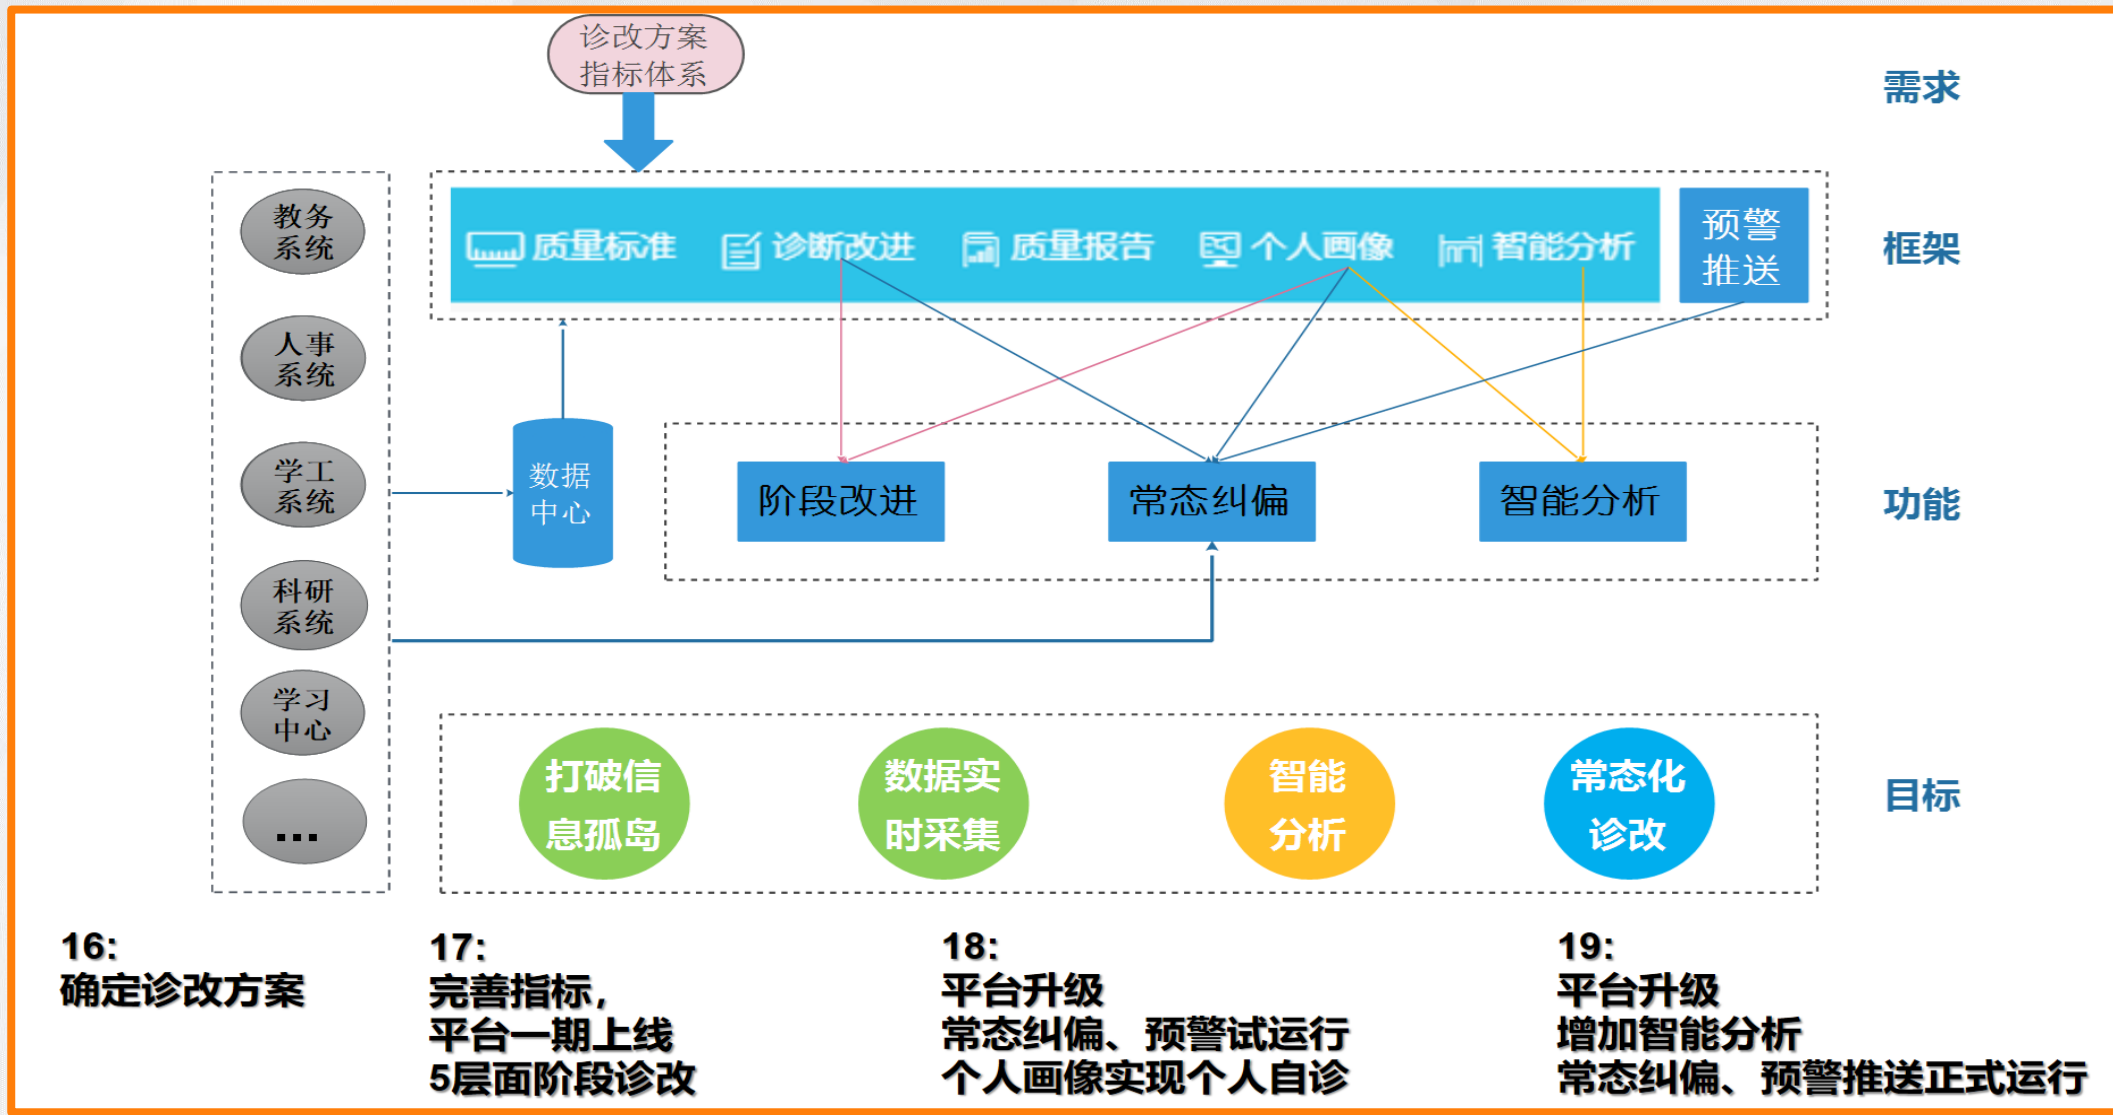 诊改方案
指标体系
需求
教务
系统
人事
系统
学工
系统
科研
系统
学习
中心
...
质量标准
诊断改进
质量报告
个人画像
智能分析
预警
推送
框架
数据
中心
阶段改进
常态纠偏
智能分析
功能
打破信
息孤岛
数据实
时采集
智能
分析
常态化
诊改
目标
16:
确定诊改方案
17:
完善指标,
平台一期上线
5层面阶段诊改
18:
平台升级
常态纠偏、预警试运行
个人画像实现个人自诊
19:
平台升级
增加智能分析
常态纠偏、预警推送正式运行